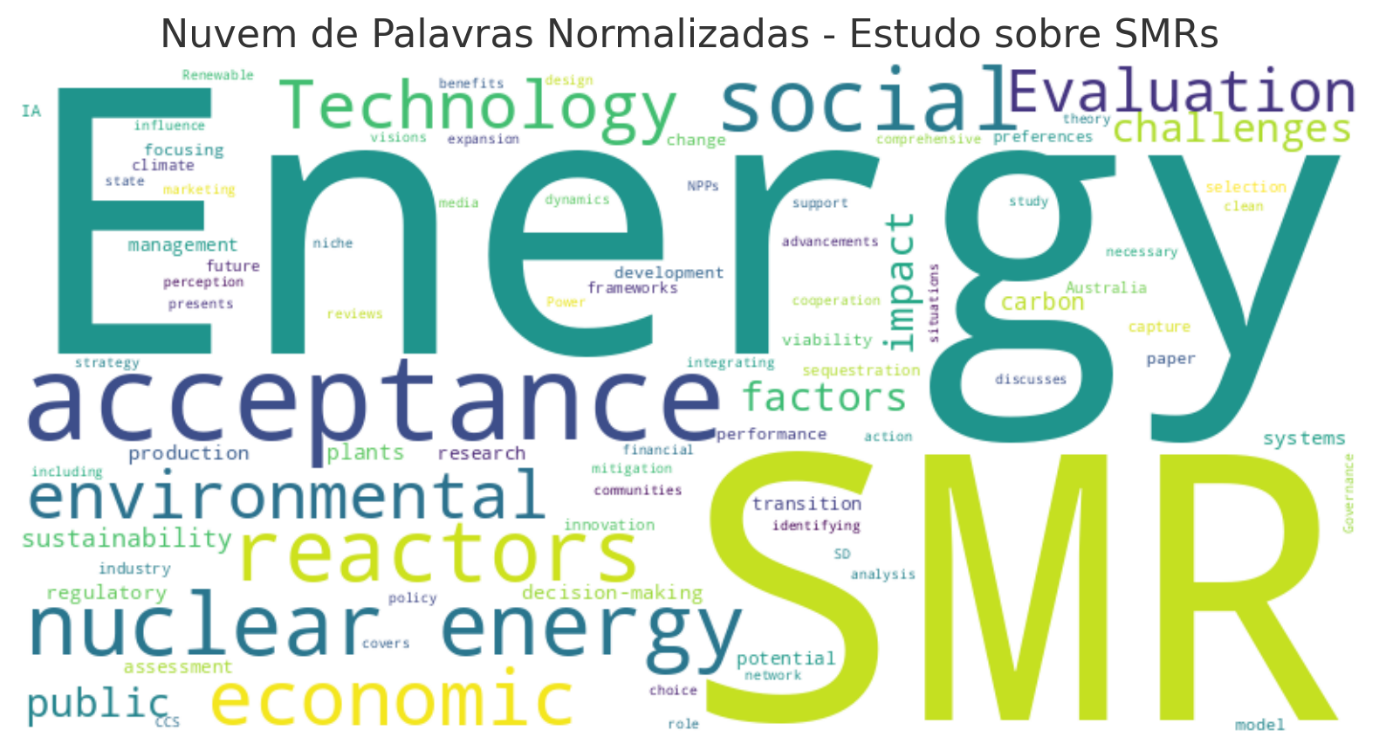 Nuvem de Palavras Normalizadas - Estudo sobre SMRs
Renewable
IA
influence
focusing
climate
state
marketing
Technology
benefits
design
visions
expansion
change
social
Evaluation
theory
comprehensive
preferences
challenges
Energy
management
future
perception
presents
niche
reviews
media
dynamics
NPPs
development
frameworks
Power
support
advancements
cooperation
viability
impact
situations
study
selection
clean
necessary
Australia
carbon
capture
paper
discusses
strategy
integrating
sequestration
acceptance
factors
performance
action
systems
production
plants
research
financial
mitigation
communities
including
environmental
transition
identifying
Governance
SMR
sustainability
reactors
innovation
SD
analysis
industry
regulatory
policy
decision-making
nuclear energy
covers
assessment
potential
network
public
CCS
economic
choice
role
model